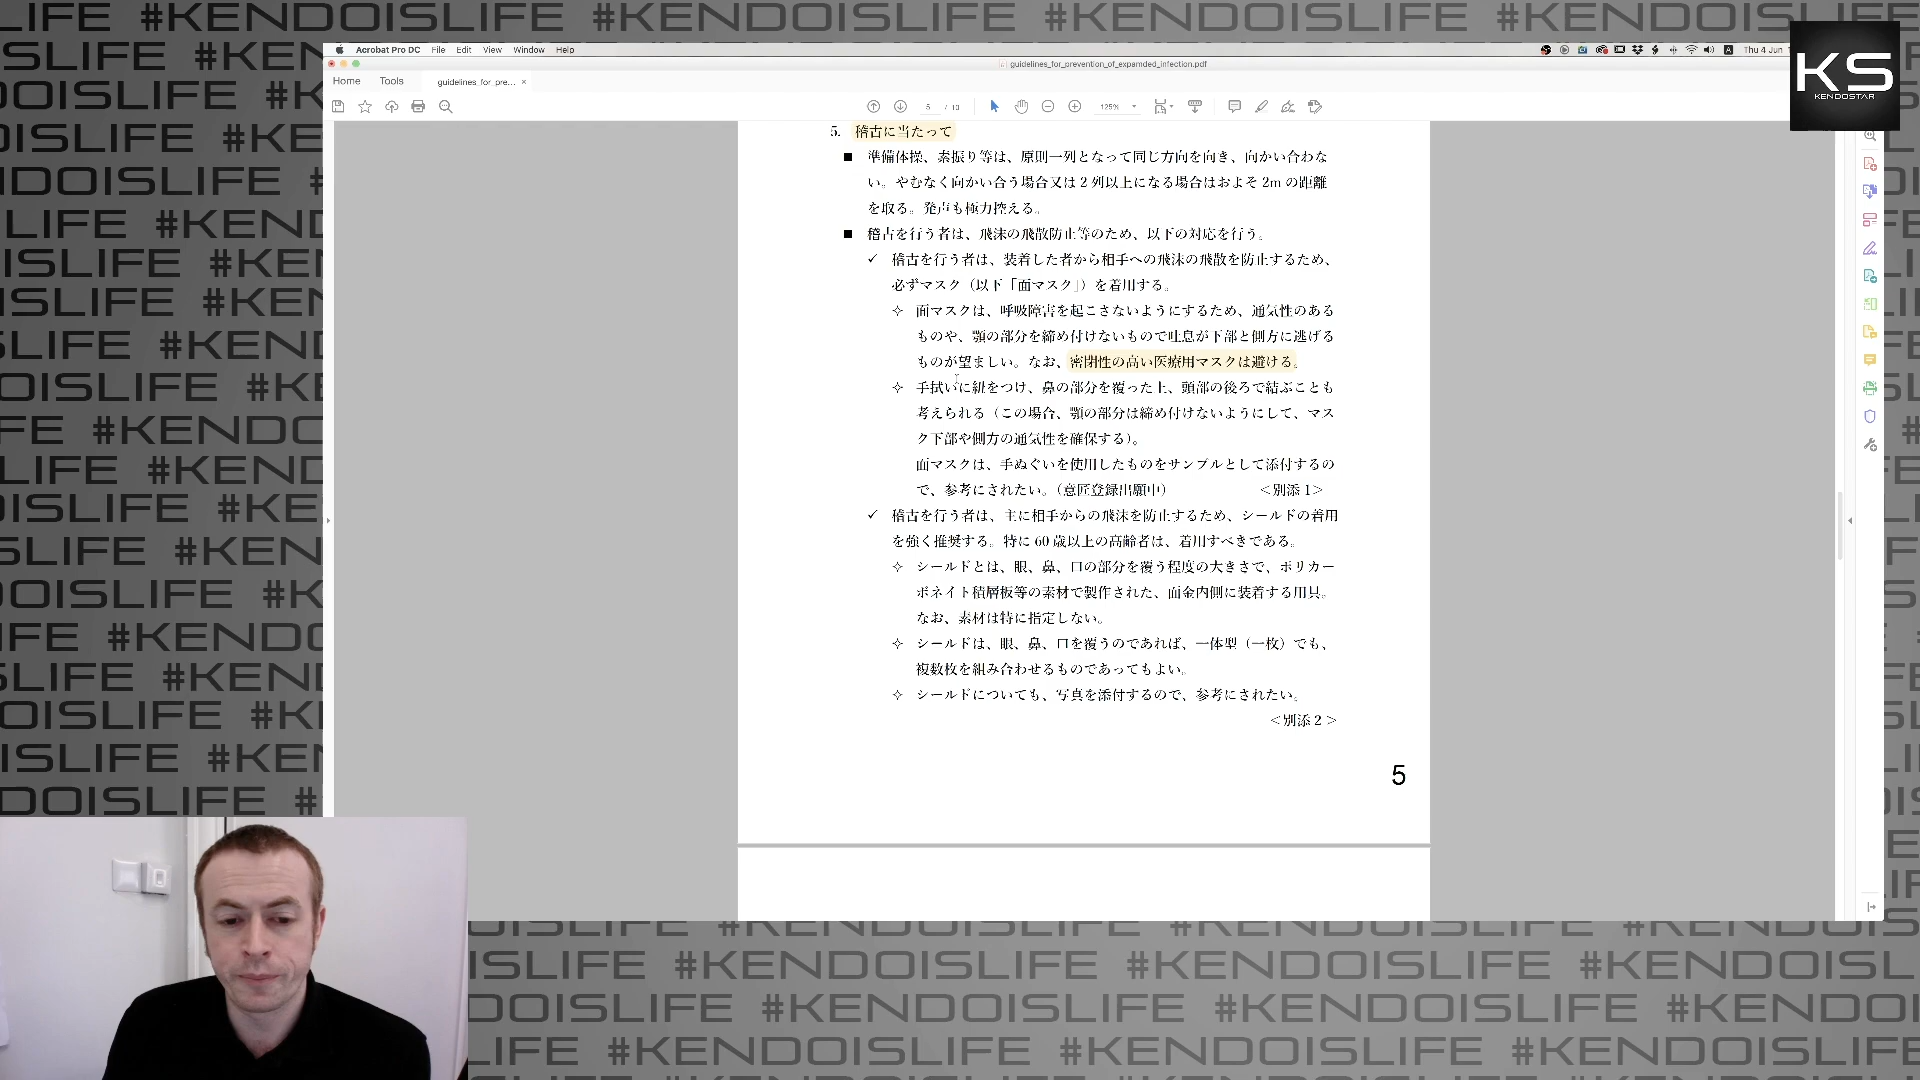 #KENDOISLIFE
KS
KENDOSTAR
Acrobat Pro DC File Edit View Window Help
Thu 4 Jun
guidelines_for_prevention_of_expamded_infection.pdf
Home Tools guidelines_for_pre... ×
5 / 13
125%
5. 稽古に当たって
■ 準備体操、素振り等は、原則一列となって同じ方向を向き、向かい合わな
い。やむなく向かい合う場合又は 2 列以上になる場合はおよそ 2m の距離
を取る。発声も極力控える。
■ 稽古を行う者は、飛沫の飛散防止等のため、以下の対応を行う。
✓ 稽古を行う者は、装着した者から相手への飛沫の飛散を防止するため、
必ずマスク（以下「面マスク」）を着用する。
✧ 面マスクは、呼吸障害を起こさないようにするため、通気性のある
ものや、顎の部分を締め付けないもので吐息が下部と側方に逃げる
ものが望ましい。なお、密閉性の高い医療用マスクは避ける。
✧ 手拭いに紐をつけ、鼻の部分を覆った上、頭部の後ろで結ぶことも
考えられる（この場合、顎の部分は締め付けないようにして、マス
ク下部や側方の通気性を確保する）。
面マスクは、手ぬぐいを使用したものをサンプルとして添付するの
で、参考にされたい。（意匠登録出願中） ＜別添 1＞
✓ 稽古を行う者は、主に相手からの飛沫を防止するため、シールドの着用
を強く推奨する。特に 60 歳以上の高齢者は、着用すべきである。
✧ シールドとは、眼、鼻、口の部分を覆う程度の大きさで、ポリカー
ボネイト積層板等の素材で製作された、面金内側に装着する用具。
なお、素材は特に指定しない。
✧ シールドは、眼、鼻、口を覆うのであれば、一体型（一枚）でも、
複数枚を組み合わせるものであってもよい。
✧ シールドについても、写真を添付するので、参考にされたい。
＜別添 2＞
5